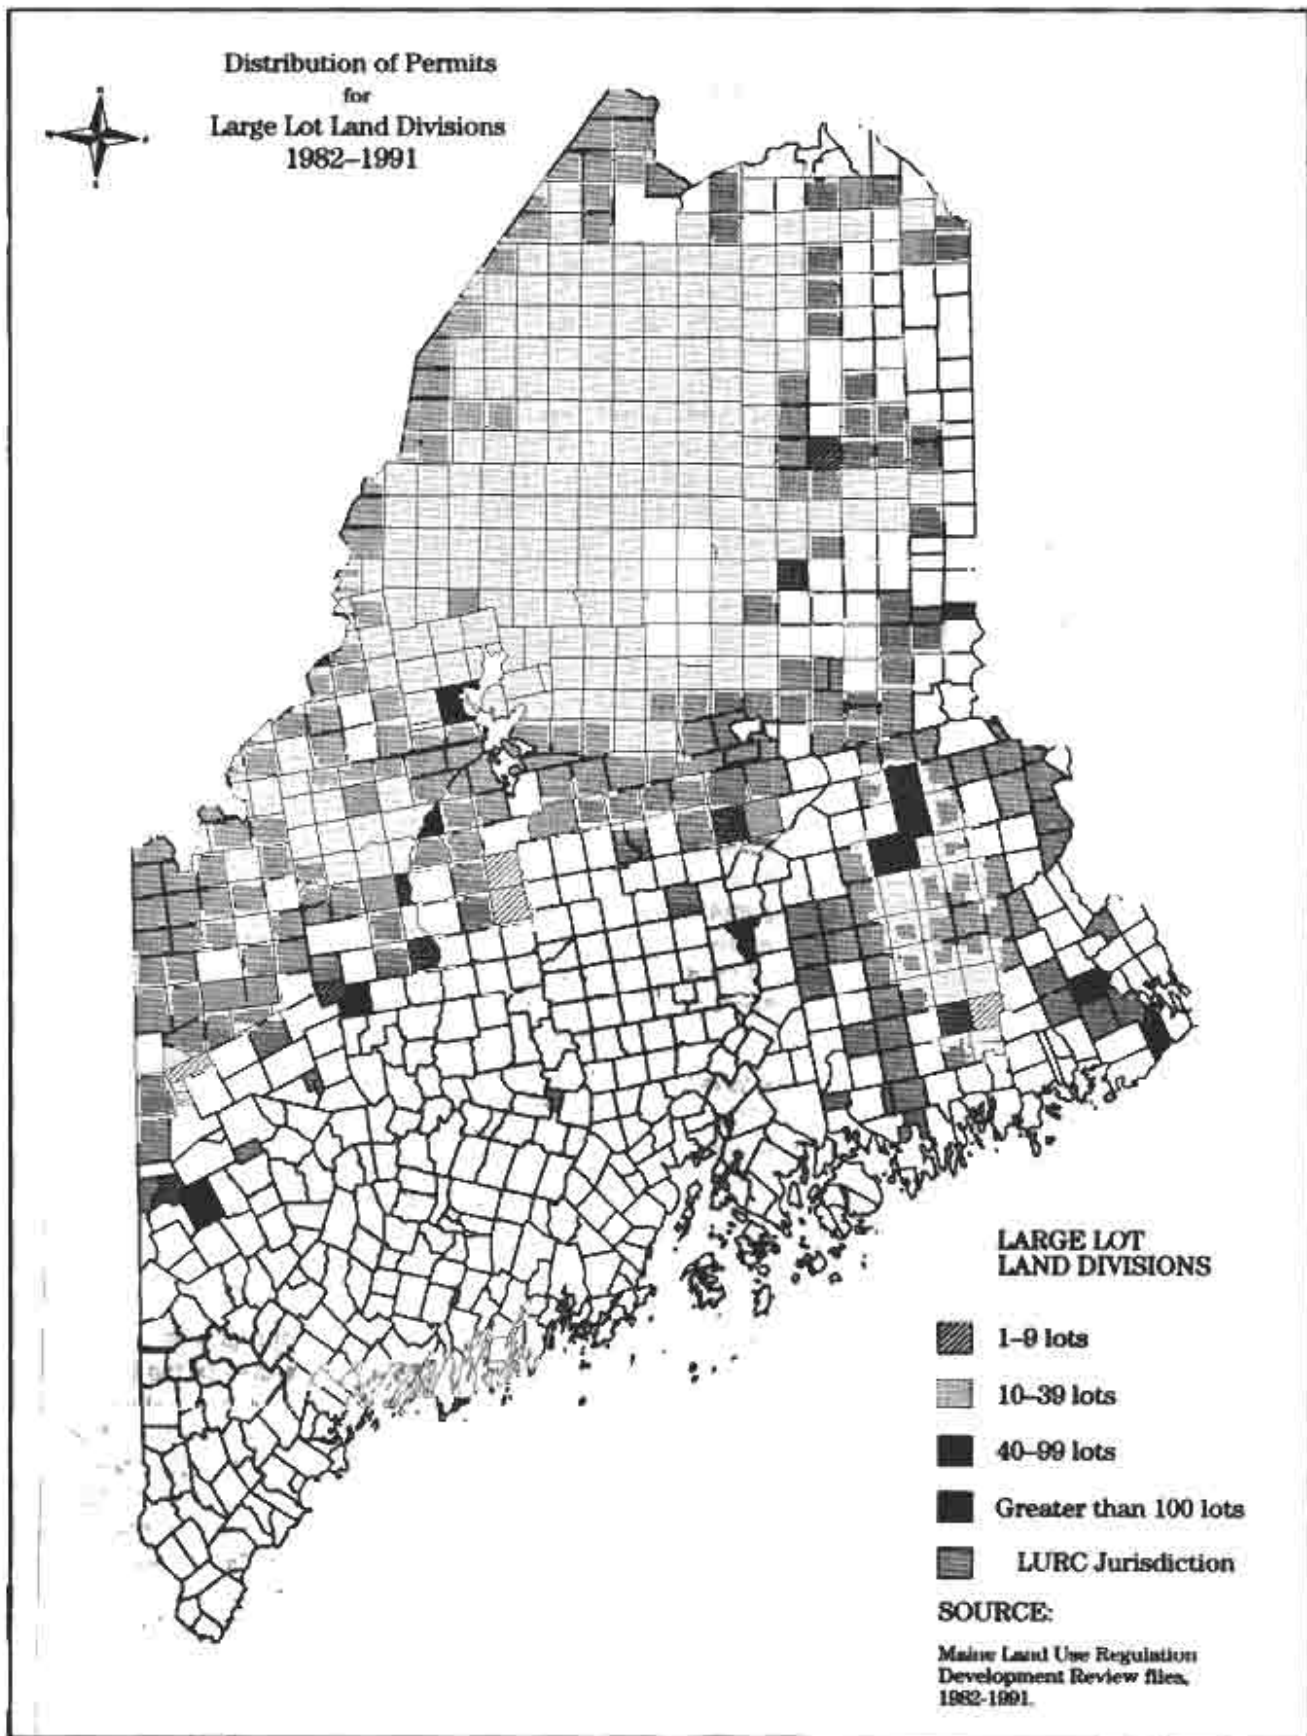 Distribution of Permits
for
Large Lot Land Divisions
1982–1991
LARGE LOT
LAND DIVISIONS
1–9 lots
10–39 lots
40–99 lots
Greater than 100 lots
LURC Jurisdiction
SOURCE:
Maine Land Use Regulation
Development Review files,
1982-1991.